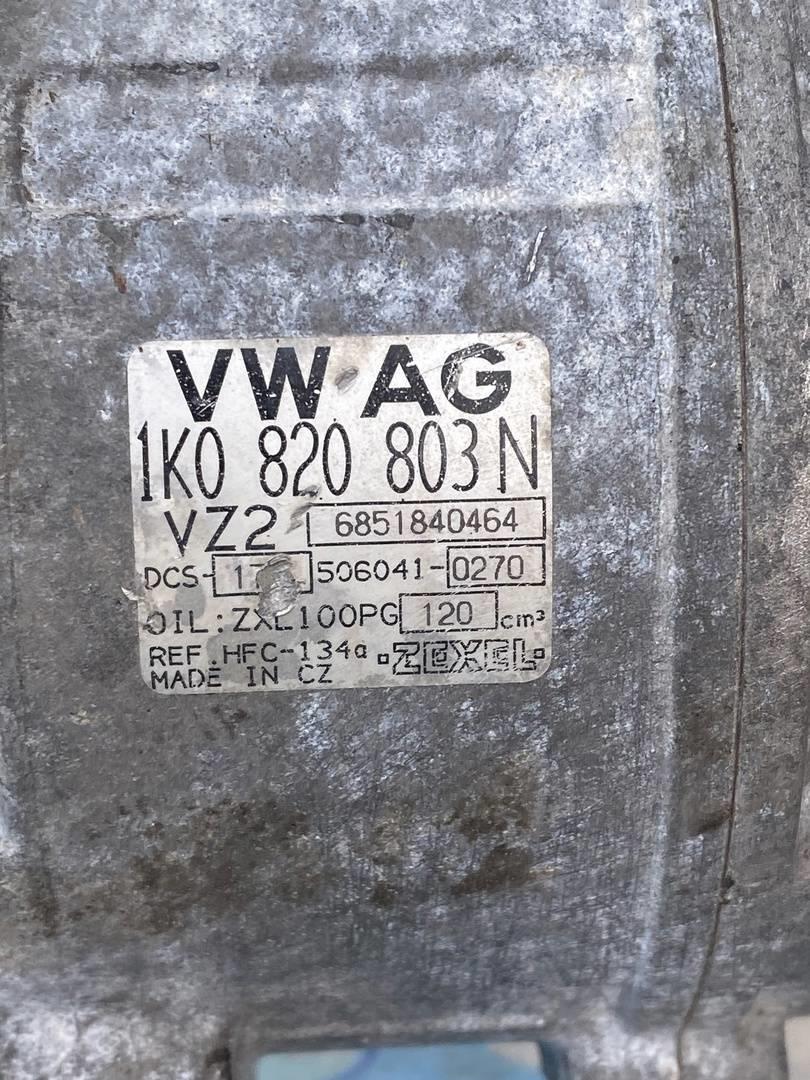 VW AG
1K0 820 803 N
VZ2 6851840464
DCS- 506041-0270
OIL: 120 cm³
REF.HFC-134a ZEXEL
MADE IN CZ